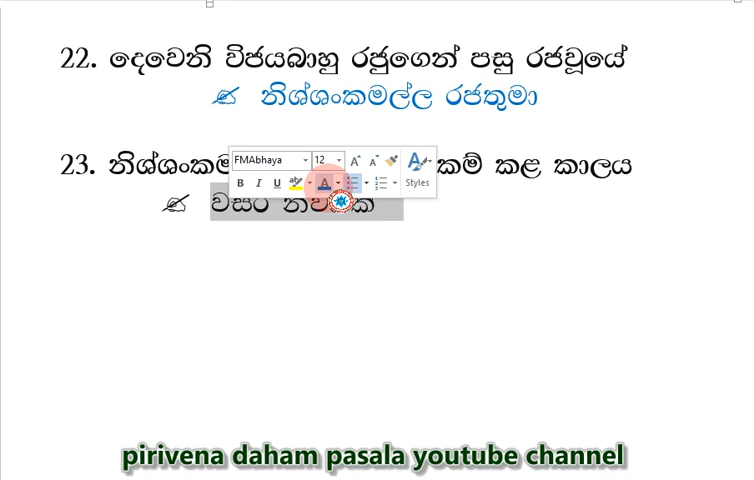 22. දෙවෙනි විජයබාහු රජුගෙන් පසු රජවූයේ
නිශ්ශංකමල්ල රජතුමා
FMAbhaya 12
23. නිශ්ශංකම කම් කළ කාලය
B I U Styles
වසර
pirivena daham pasala youtube channel